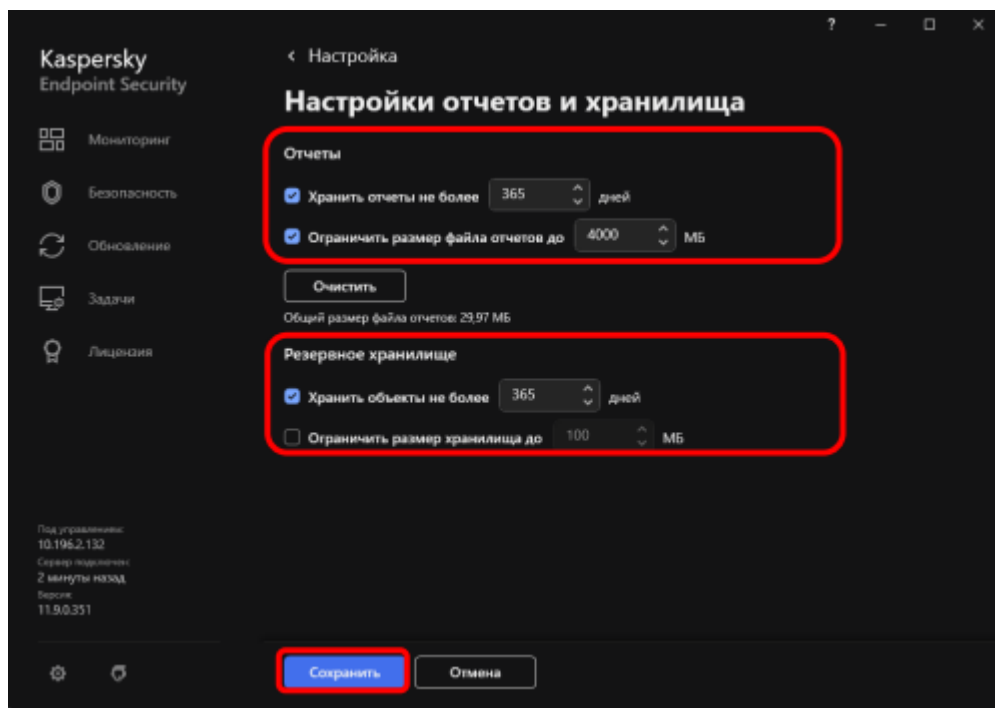 ?
Kaspersky
Endpoint Security
Мониторинг
Безопасность
Обновление
Задачи
Лицензия
Под управлением:
10.196.2.132
Сервер подключен:
2 минуты назад
Версия:
11.9.0.351
Настройка
Настройки отчетов и хранилища
Отчеты
Хранить отчеты не более 365 дней
Ограничить размер файла отчетов до 4000 МБ
Очистить
Общий размер файла отчетов: 29,97 МБ
Резервное хранилище
Хранить объекты не более 365 дней
Ограничить размер хранилища до 100 МБ
Сохранить Отмена